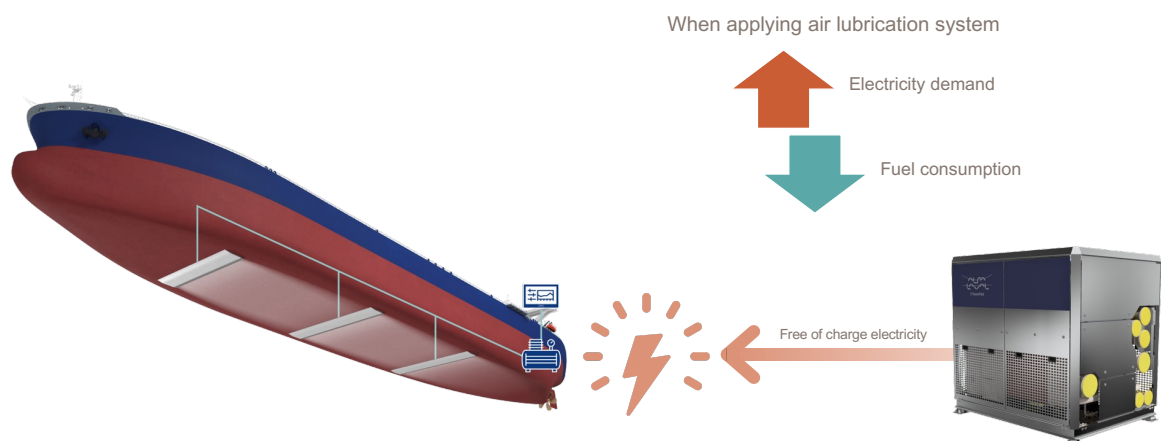 When applying air lubrication system
Electricity demand
Fuel consumption
Free of charge electricity